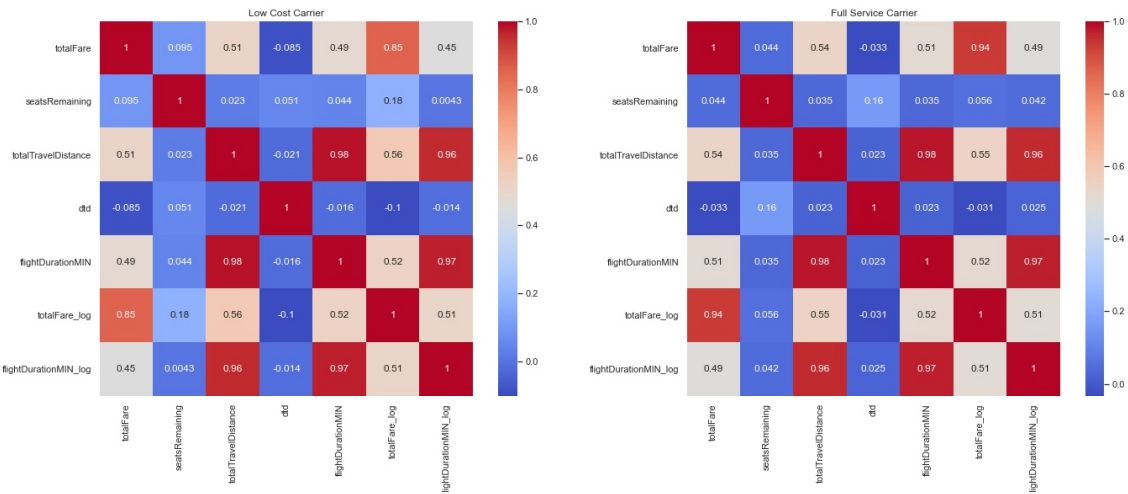 Low Cost Carrier
totalFare 1 0.095 0.51 -0.085 0.49 0.85 0.45
seatsRemaining 0.095 1 0.023 0.051 0.044 0.18 0.0043
totalTravelDistance 0.51 0.023 1 -0.021 0.98 0.56 0.96
dtd -0.085 0.051 -0.021 1 -0.016 -0.1 -0.014
flightDurationMIN 0.49 0.044 0.98 -0.016 1 0.52 0.97
totalFare_log 0.85 0.18 0.56 -0.1 0.52 1 0.51
flightDurationMIN_log 0.45 0.0043 0.96 -0.014 0.97 0.51 1
totalFare
seatsRemaining
totalTravelDistance
dtd
flightDurationMIN
totalFare_log
lightDurationMIN_log
1.0
0.8
0.6
0.4
0.2
0.0
Full Service Carrier
totalFare 1 0.044 0.54 -0.033 0.51 0.94 0.49
seatsRemaining 0.044 1 0.035 0.16 0.035 0.056 0.042
totalTravelDistance 0.54 0.035 1 0.023 0.98 0.55 0.96
dtd -0.033 0.16 0.023 1 0.023 -0.031 0.025
flightDurationMIN 0.51 0.035 0.98 0.023 1 0.52 0.97
totalFare_log 0.94 0.056 0.55 -0.031 0.52 1 0.51
flightDurationMIN_log 0.49 0.042 0.96 0.025 0.97 0.51 1
totalFare
seatsRemaining
totalTravelDistance
dtd
flightDurationMIN
totalFare_log
lightDurationMIN_log
1.0
0.8
0.6
0.4
0.2
0.0